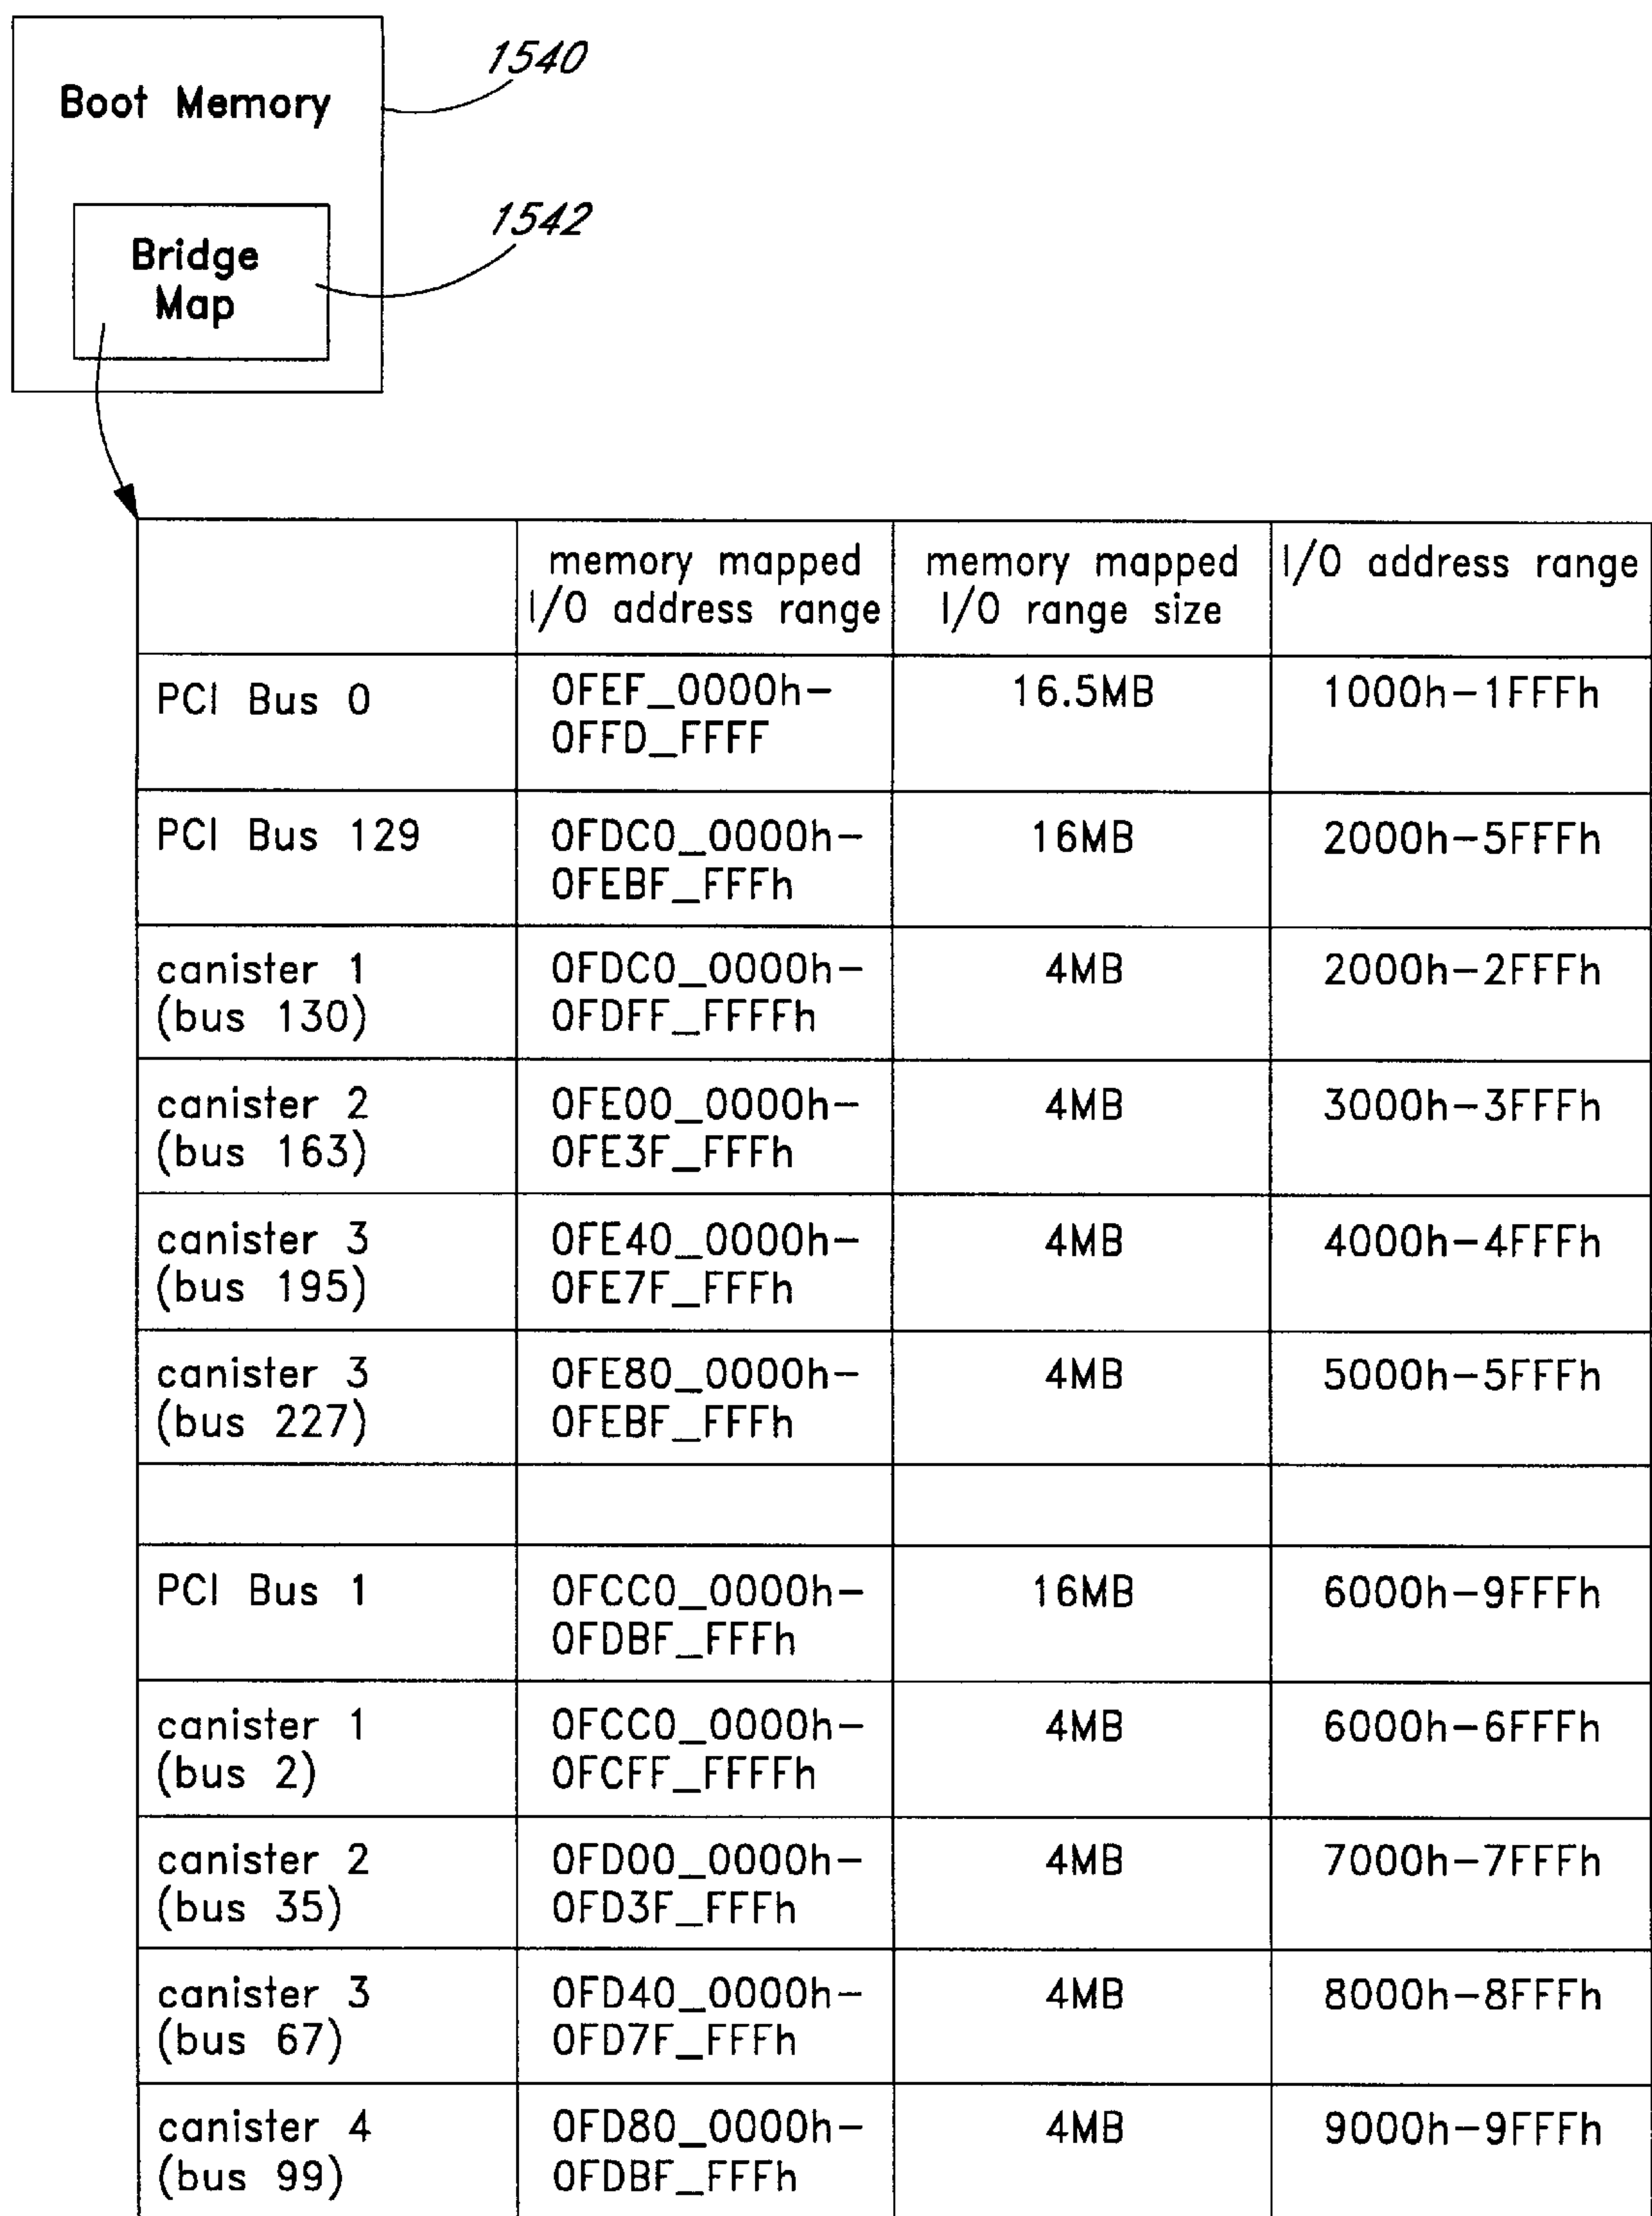 1540
Boot Memory
1542
Bridge
Map
memory mapped
I/O address range
memory mapped
I/O range size
I/O address range
PCI Bus 0
0FEF_0000h-
0FFD_FFFF
16.5MB
1000h-1FFFh
PCI Bus 129
0FDC0_0000h-
0FEBF_FFFh
16MB
2000h-5FFFh
canister 1
(bus 130)
0FDC0_0000h-
0FDFF_FFFFh
4MB
2000h-2FFFh
canister 2
(bus 163)
0FE00_0000h-
0FE3F_FFFh
4MB
3000h-3FFFh
canister 3
(bus 195)
0FE40_0000h-
0FE7F_FFFh
4MB
4000h-4FFFh
canister 3
(bus 227)
0FE80_0000h-
0FEBF_FFFh
4MB
5000h-5FFFh
PCI Bus 1
0FCC0_0000h-
0FDBF_FFFh
16MB
6000h-9FFFh
canister 1
(bus 2)
0FCC0_0000h-
0FCFF_FFFFh
4MB
6000h-6FFFh
canister 2
(bus 35)
0FD00_0000h-
0FD3F_FFFh
4MB
7000h-7FFFh
canister 3
(bus 67)
0FD40_0000h-
0FD7F_FFFh
4MB
8000h-8FFFh
canister 4
(bus 99)
0FD80_0000h-
0FDBF_FFFh
4MB
9000h-9FFFh